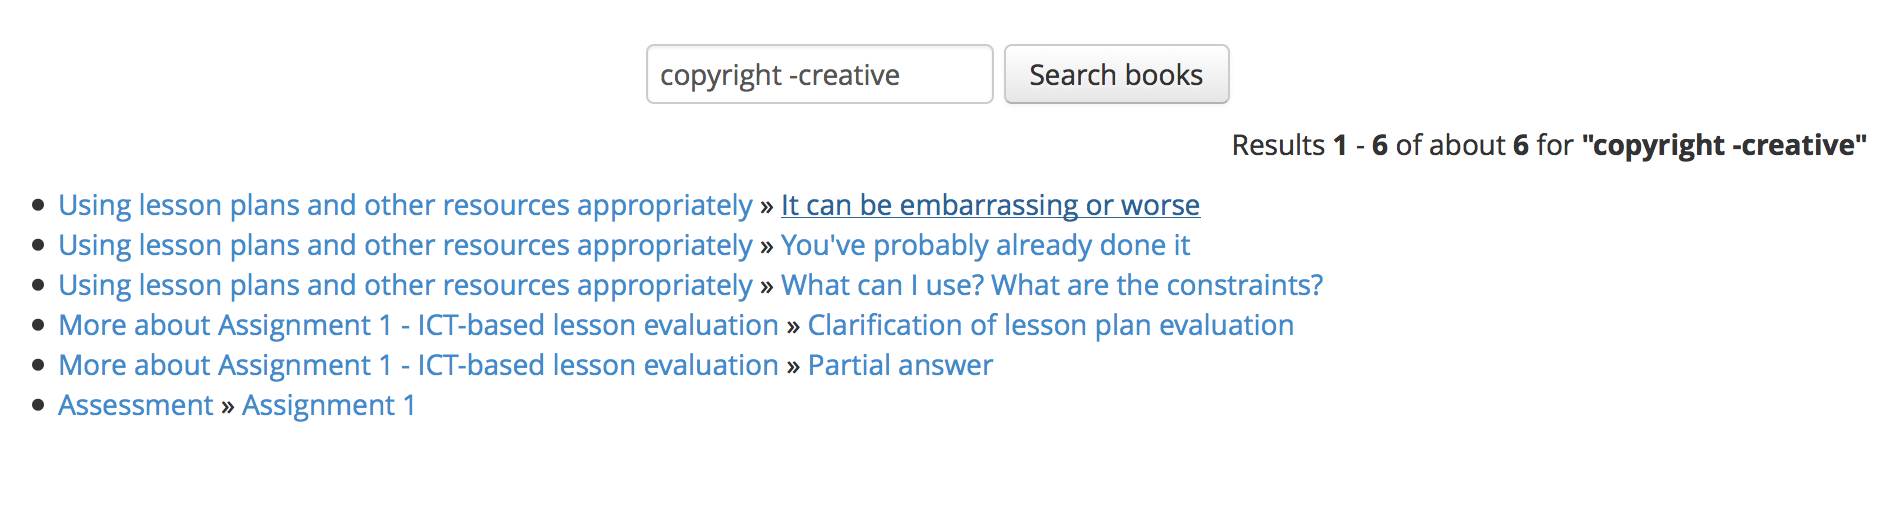 copyright -creative Search books
Results 1 - 6 of about 6 for "copyright -creative"
• Using lesson plans and other resources appropriately » It can be embarrassing or worse
• Using lesson plans and other resources appropriately » You've probably already done it
• Using lesson plans and other resources appropriately » What can I use? What are the constraints?
• More about Assignment 1 - ICT-based lesson evaluation » Clarification of lesson plan evaluation
• More about Assignment 1 - ICT-based lesson evaluation » Partial answer
• Assessment » Assignment 1